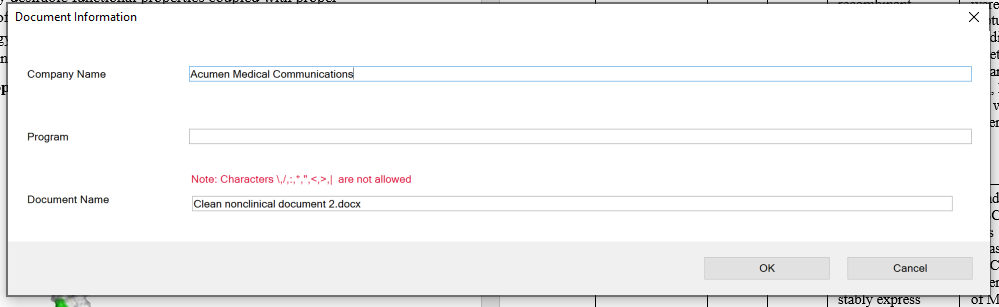 Document Information
Company Name
Acumen Medical Communications
Program
Note: Characters \,/,:,*,",<,>,| are not allowed
Document Name
Clean nonclinical document 2.docx
OK
Cancel
stably express
of M